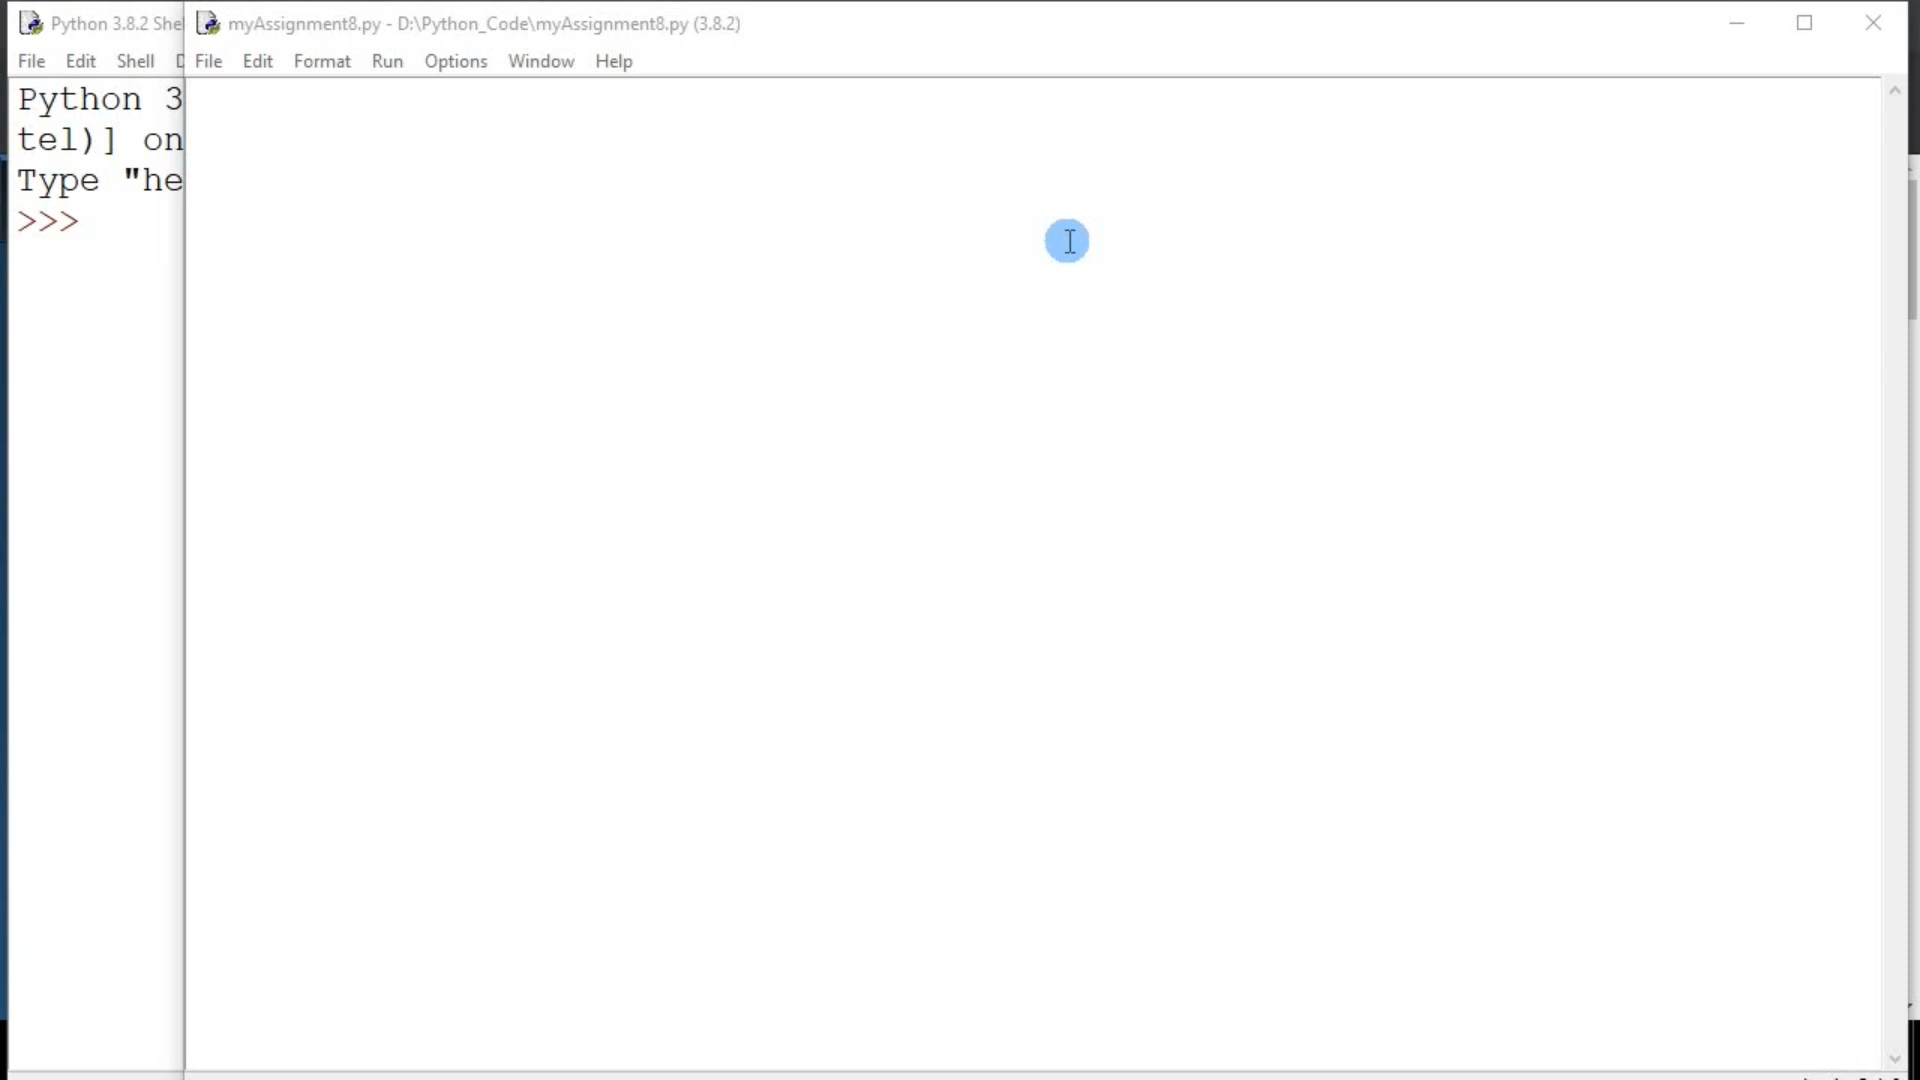 Python 3.8.2 Shel
File Edit Shell
Python 3
tel)] on
Type "he
>>>
myAssignment8.py - D:\Python_Code\myAssignment8.py (3.8.2)
File Edit Format Run Options Window Help